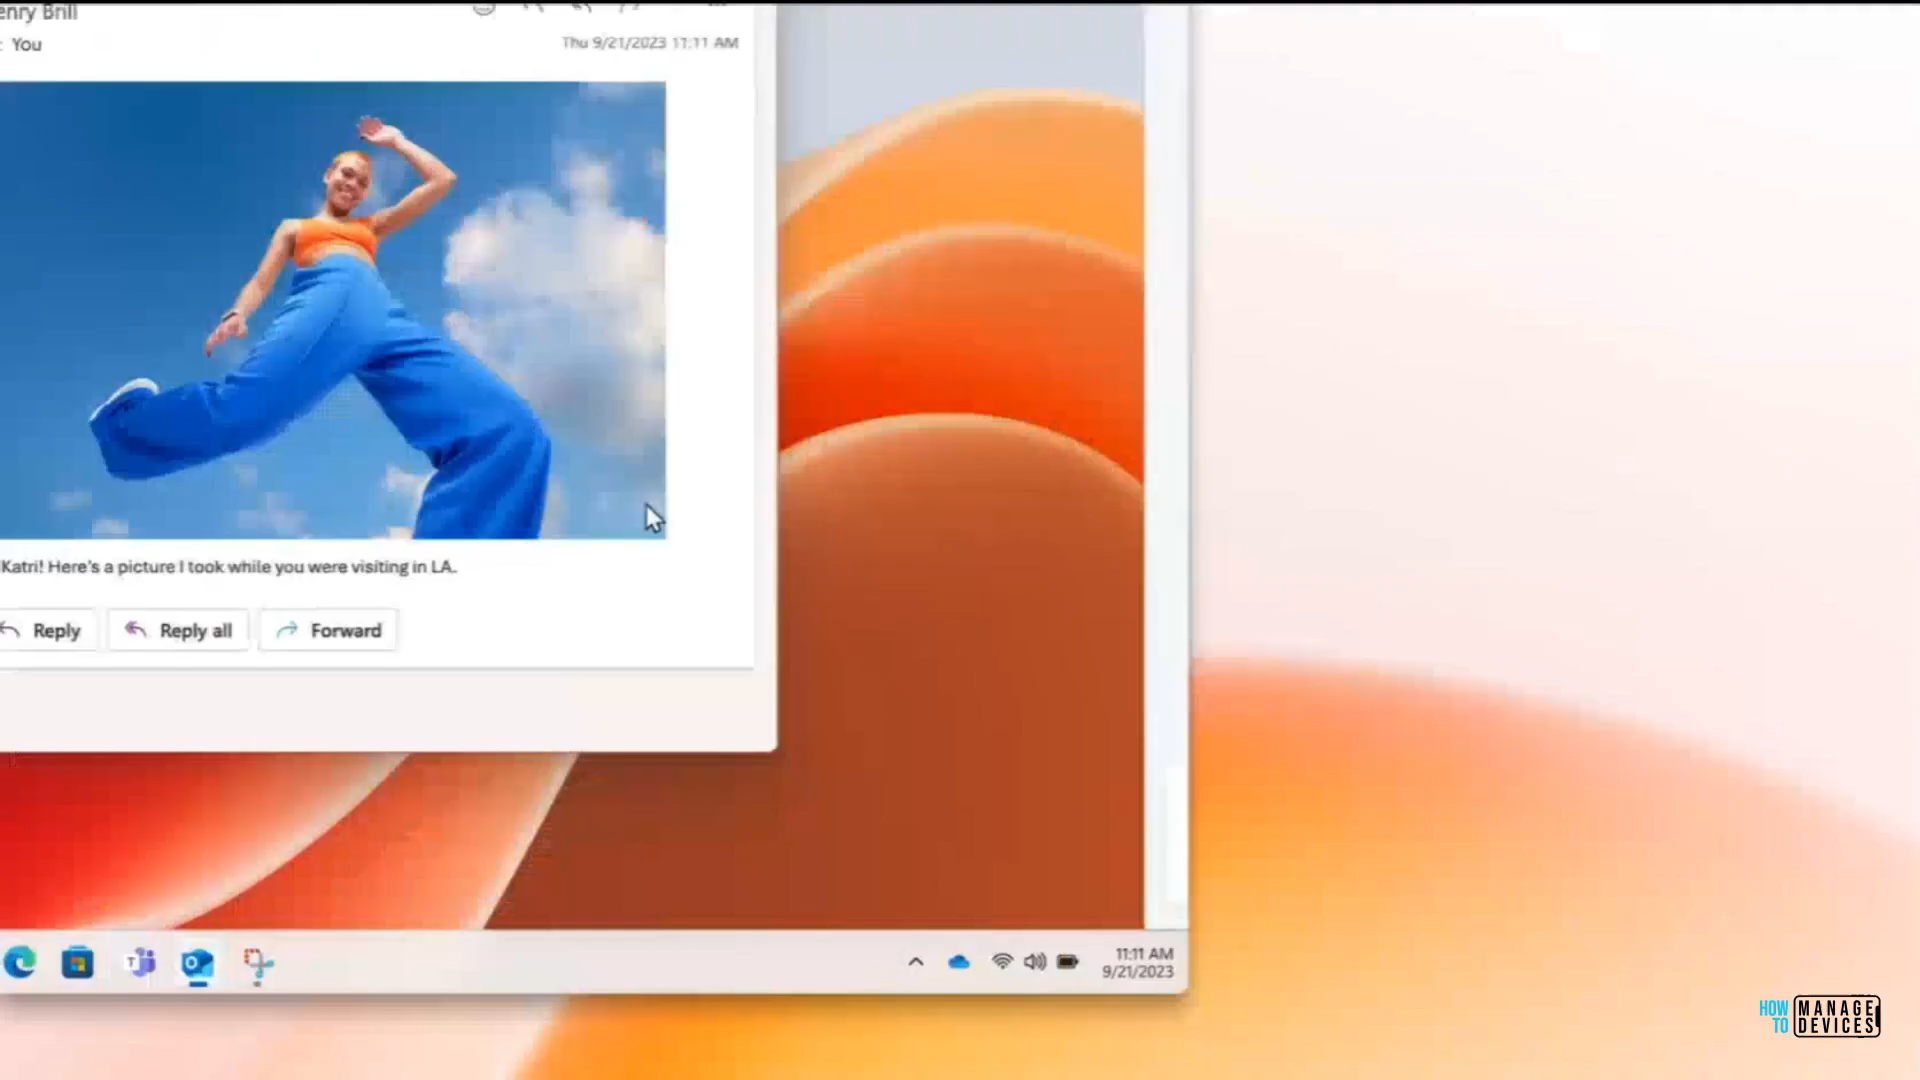 enry Brill
: You
Thu 9/21/2023 11:11 AM
Katri! Here's a picture I took while you were visiting in LA.
Reply
Reply all
Forward
11:11 AM
9/21/2023
HOW TO MANAGE DEVICES